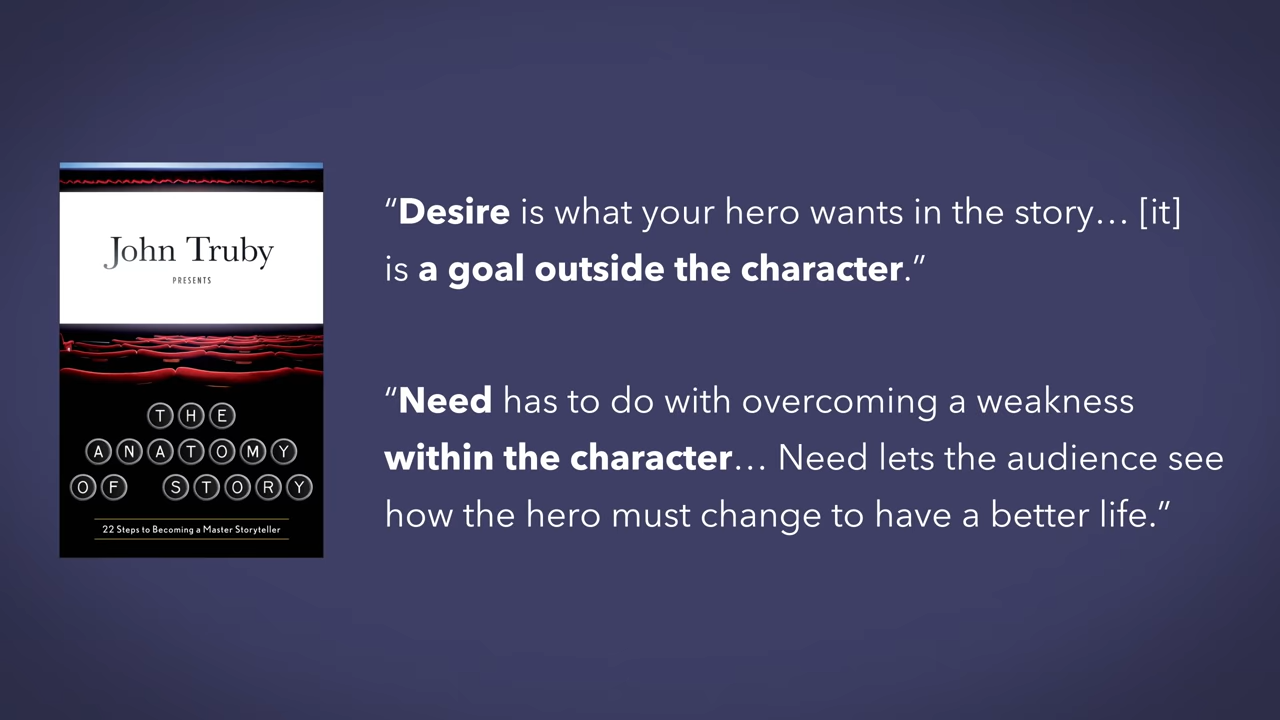 John Truby
PRESENTS
THE
ANATOMY
OF STORY
22 Steps to Becoming a Master Storyteller
“Desire is what your hero wants in the story… [it]
is a goal outside the character.”
“Need has to do with overcoming a weakness
within the character… Need lets the audience see
how the hero must change to have a better life.”